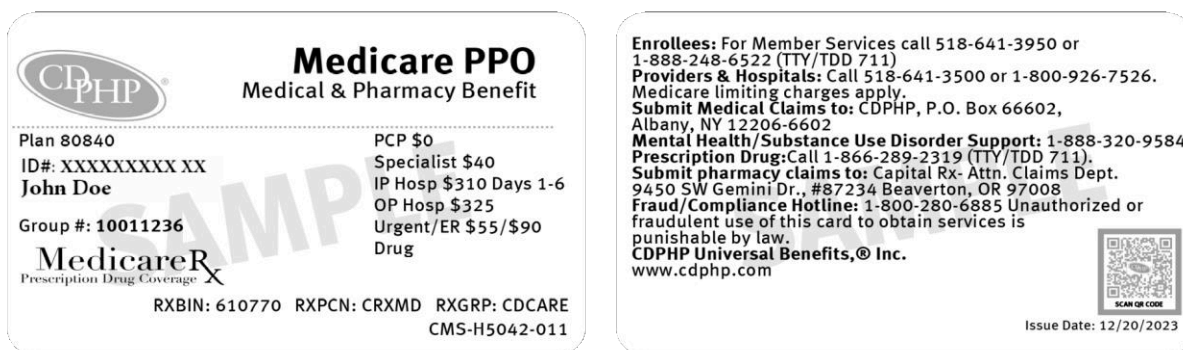 CDPHP®
Medicare PPO
Medical & Pharmacy Benefit
Plan 80840
ID#: XXXXXXXXX XX
John Doe
Group #: 10011236
MedicareRx
Prescription Drug Coverage
PCP $0
Specialist $40
IP Hosp $310 Days 1-6
OP Hosp $325
Urgent/ER $55/$90
Drug
SAMPLE
RXBIN: 610770 RXPCN: CRXMD RXGRP: CDCARE
CMS-H5042-011
Enrollees: For Member Services call 518-641-3950 or
1-888-248-6522 (TTY/TDD 711)
Providers & Hospitals: Call 518-641-3500 or 1-800-926-7526.
Medicare limiting charges apply.
Submit Medical Claims to: CDPHP, P.O. Box 66602,
Albany, NY 12206-6602
Mental Health/Substance Use Disorder Support: 1-888-320-9584
Prescription Drug:Call 1-866-289-2319 (TTY/TDD 711).
Submit pharmacy claims to: Capital Rx- Attn. Claims Dept.
9450 SW Gemini Dr., #87234 Beaverton, OR 97008
Fraud/Compliance Hotline: 1-800-280-6885 Unauthorized or
fraudulent use of this card to obtain services is
punishable by law.
CDPHP Universal Benefits,® Inc.
www.cdphp.com
SAMPLE
SCAN QR CODE
Issue Date: 12/20/2023